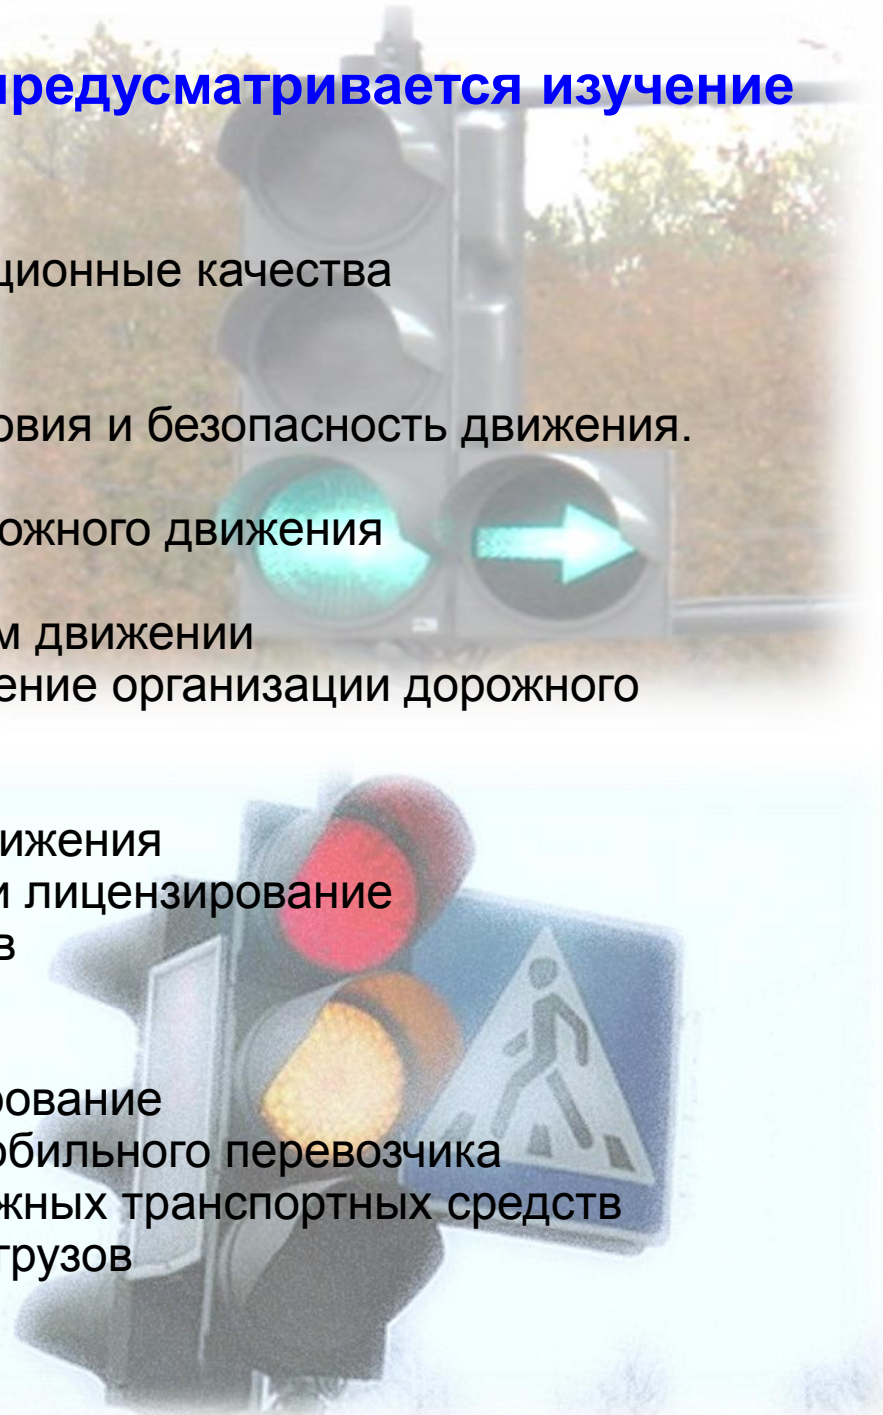 предусматривается изучение
ционные качества
овия и безопасность движения.
ожного движения
м движении
ение организации дорожного
вижения
и лицензирование
в
рование
обильного перевозчика
жных транспортных средств
грузов